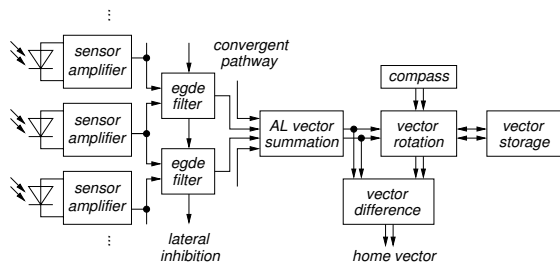 ...
sensor
amplifier
sensor
amplifier
sensor
amplifier
...
egde
filter
egde
filter
lateral
inhibition
convergent
pathway
AL vector
summation
compass
vector
rotation
vector
storage
vector
difference
home vector